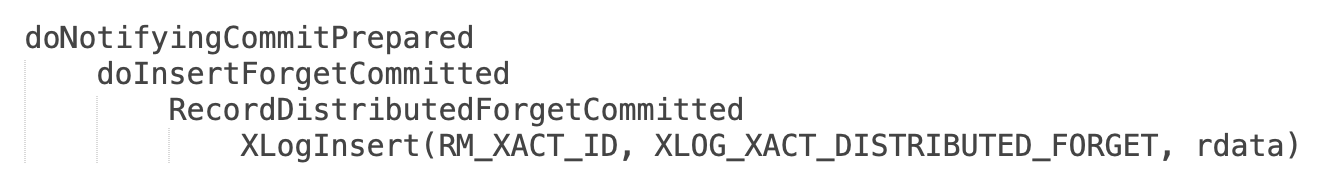 doNotifyingCommitPrepared
doInsertForgetCommitted
RecordDistributedForgetCommitted
XLogInsert(RM_XACT_ID, XLOG_XACT_DISTRIBUTED_FORGET, rdata)